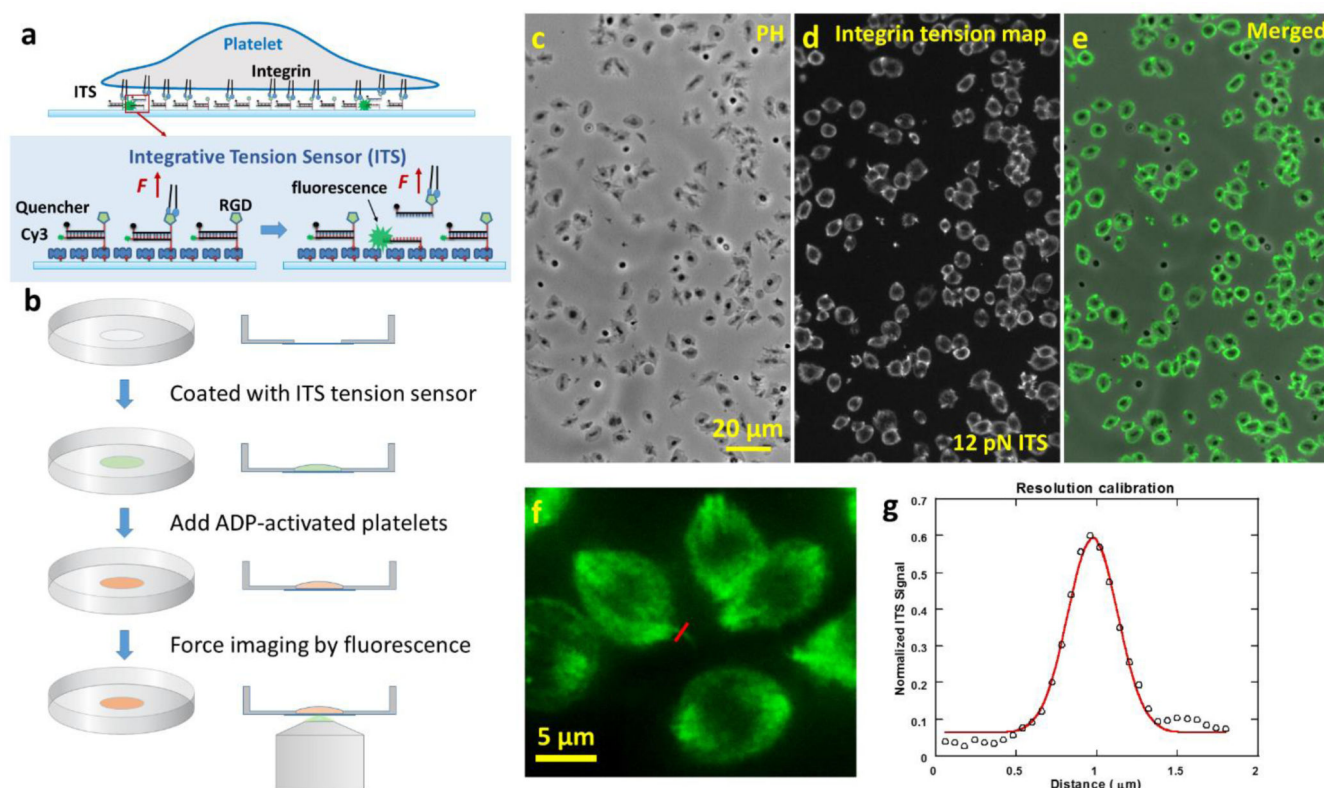 a
Platelet
Integrin
ITS
Integrative Tension Sensor (ITS)
F
fluorescence
F
Quencher
RGD
Cy3
b
Coated with ITS tension sensor
Add ADP-activated platelets
Force imaging by fluorescence
c
PH
20 μm
d
Integrin tension map
12 pN ITS
e
Merged
f
5 μm
g
Resolution calibration
Normalized ITS Signal
0.7
0.6
0.5
0.4
0.3
0.2
0.1
0
0
0.5
1
1.5
2
Distance ( μm)